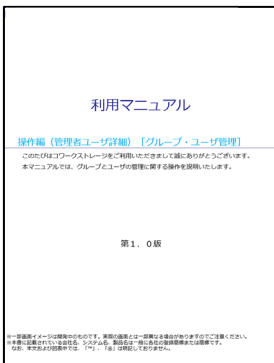 利用マニュアル
操作編（管理者ユーザ詳細）［グループ・ユーザ管理］
このたびはコワークストレージをご利用いただきまして誠にありがとうございます。
本マニュアルでは、グループとユーザの管理に関する操作を説明いたします。
第１．０版
※一部画面イメージは開発中のものです。実際の画面とは一部異なる場合がありますのでご注意ください。
※本書に記載されている会社名、システム名、製品名は一般に各社の登録商標または商標です。
なお、本文および図表中では、「™」、「®」は明記しておりません。